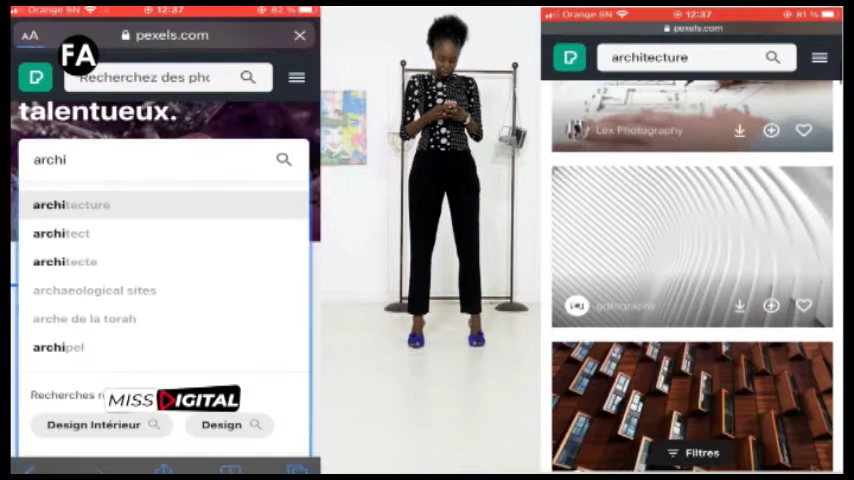 Orange SN 12:37 82 %
AA pexels.com
FA
Recherchez des pho
talentueux.
archi
architecture
architect
architecte
archaeological sites
arche de la torah
archipel
Recherches r
MISS DIGITAL
Design Intérieur
Design
Orange SN 12:37 81 %
pexels.com
architecture
Lex Photography
Filtres